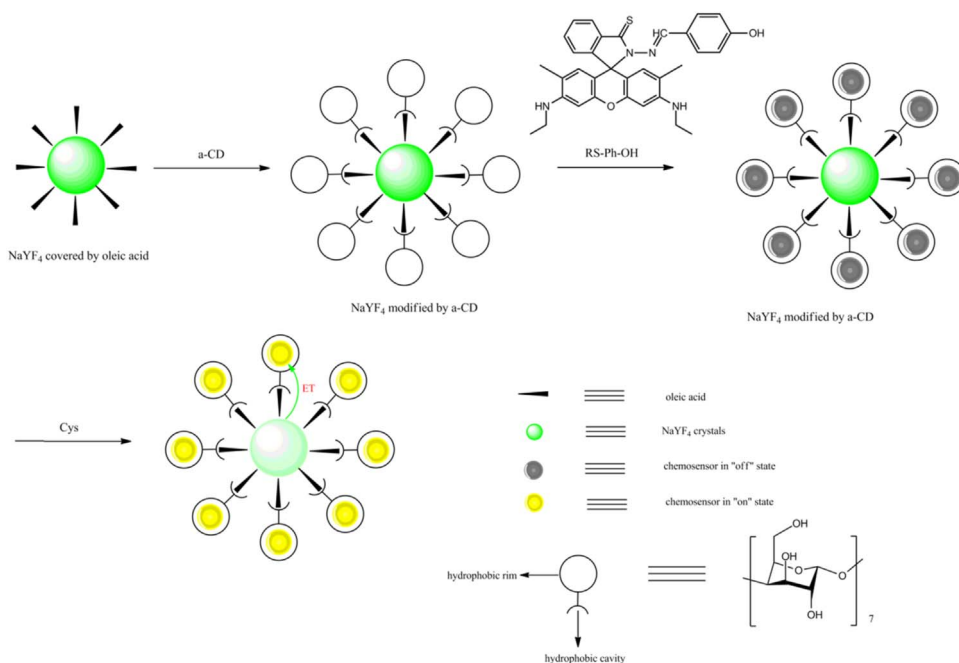 S
HC
N
N
OH
HN
O
HN
a-CD
RS-Ph-OH
NaYF4 covered by oleic acid
NaYF4 modified by a-CD
NaYF4 modified by a-CD
Cys
ET
oleic acid
NaYF4 crystals
chemosensor in "off" state
chemosensor in "on" state
hydrophobic rim
hydrophobic cavity
OH
OH
O
O
OH
7